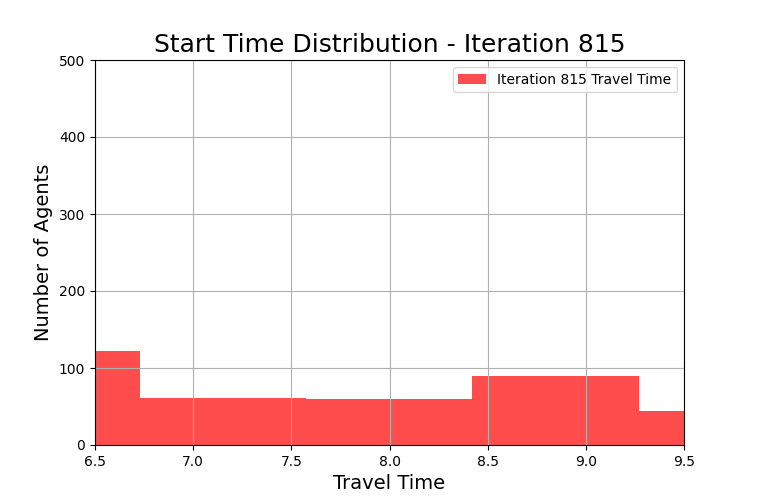 Start Time Distribution - Iteration 815
500
Iteration 815 Travel Time
400
300
200
100
0
Number of Agents
6.5 7.0 7.5 8.0 8.5 9.0 9.5
Travel Time